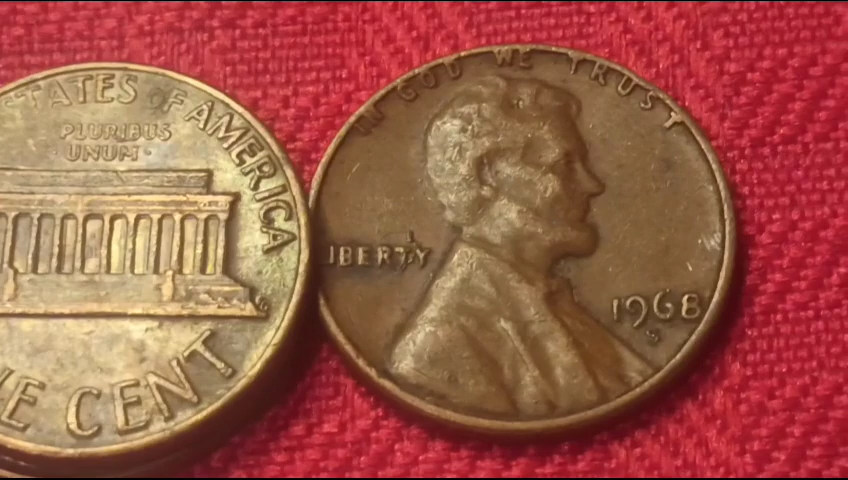 STATES OF AMERICA
PLURIBUS
UNUM
CENT
IN GOD WE TRUST
LIBERTY
1968
S